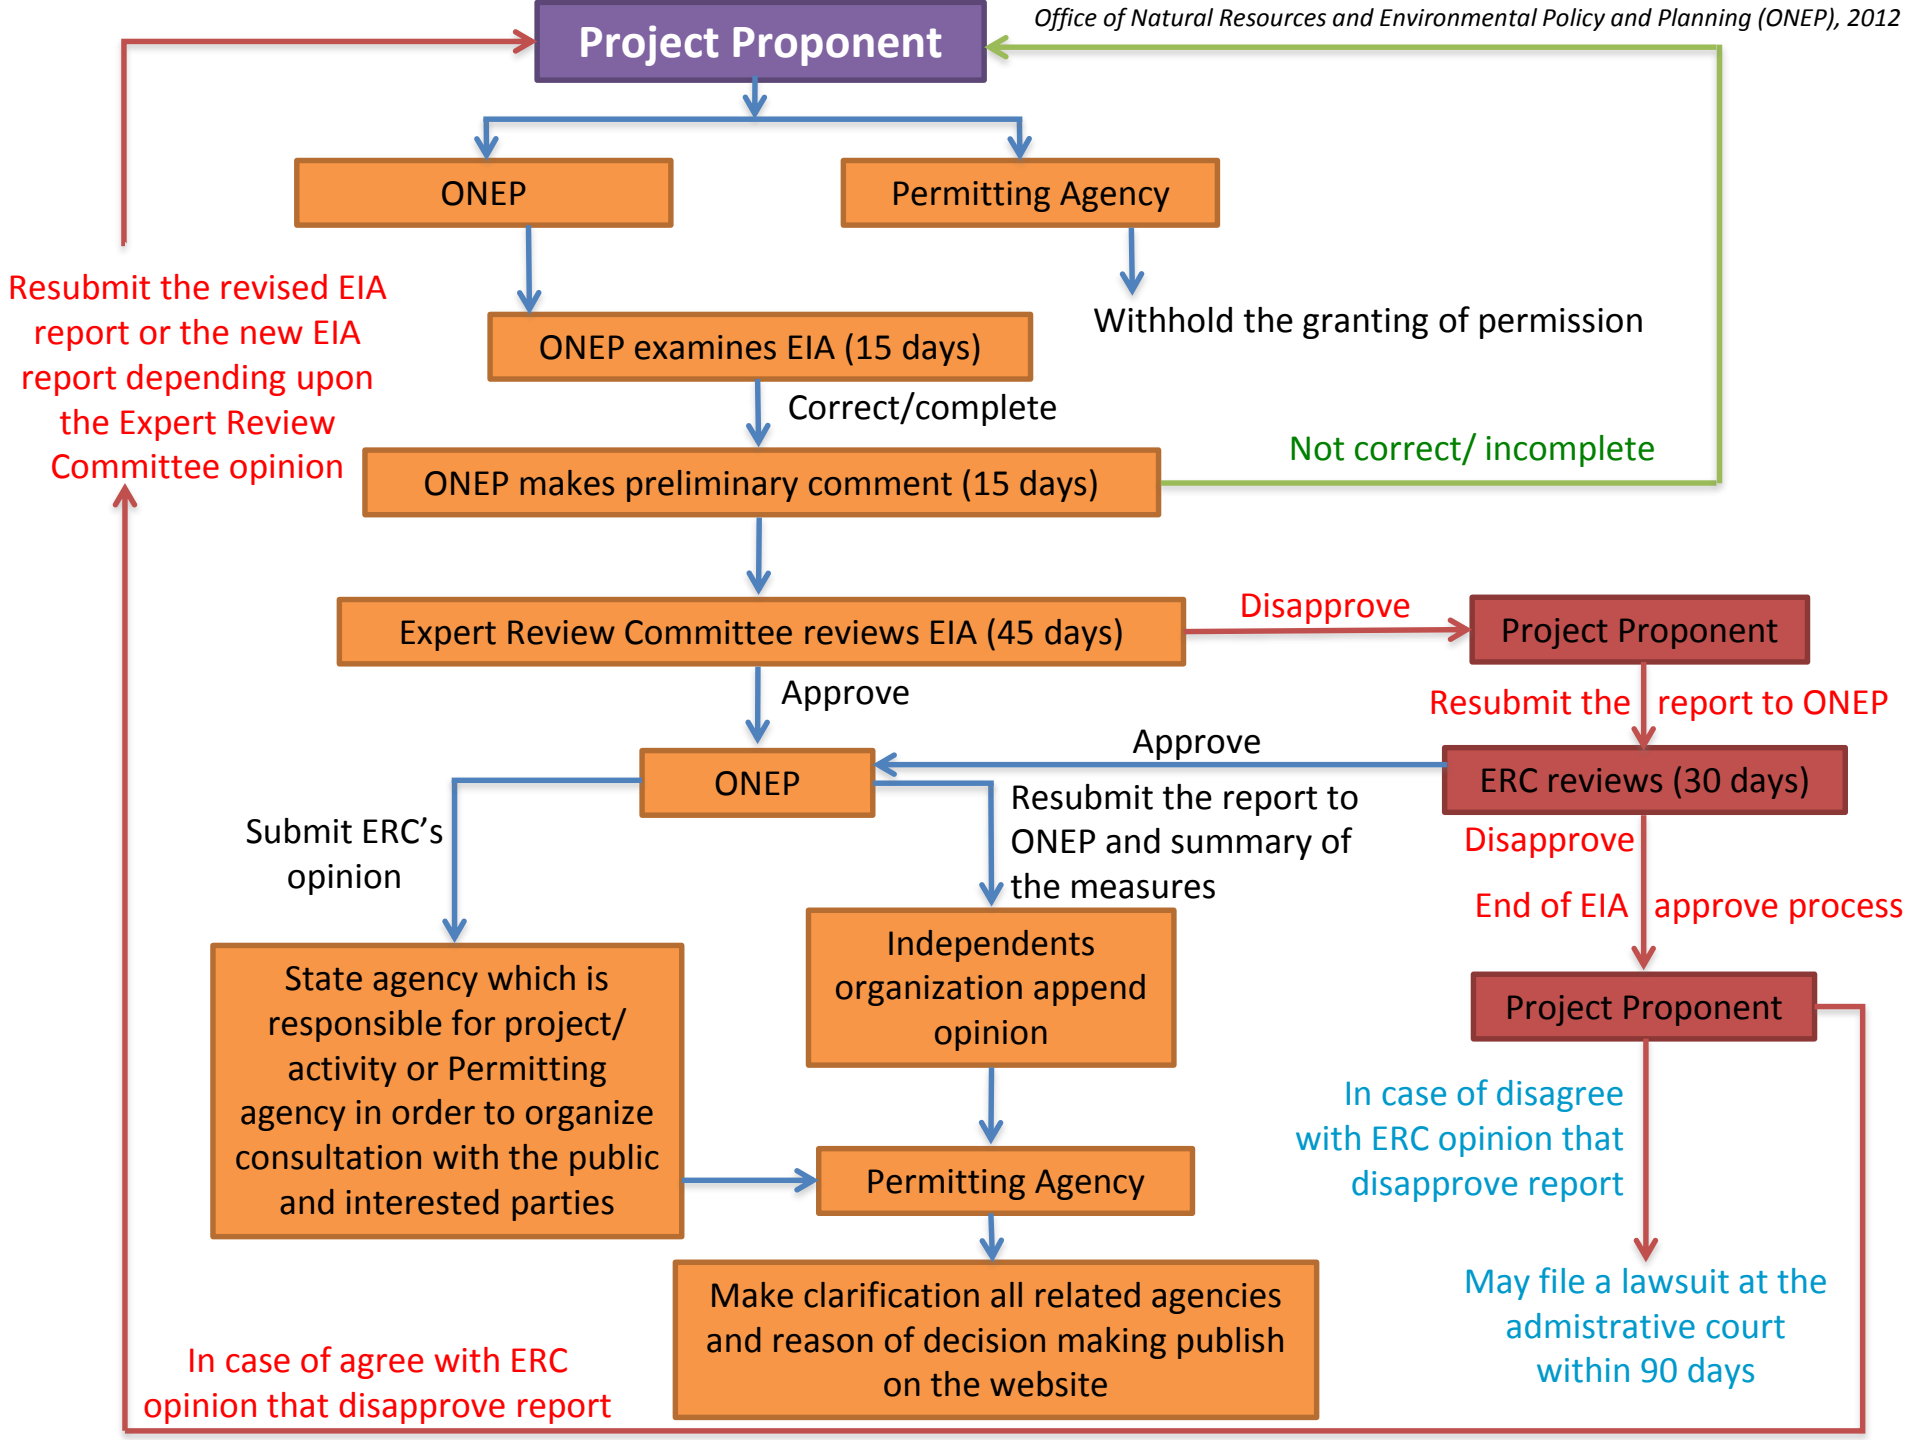 Office of Natural Resources and Environmental Policy and Planning (ONEP), 2012
Project Proponent
ONEP
Permitting Agency
Resubmit the revised EIA
report or the new EIA
report depending upon
the Expert Review
Committee opinion
Withhold the granting of permission
ONEP examines EIA (15 days)
Correct/complete
Not correct/ incomplete
ONEP makes preliminary comment (15 days)
Expert Review Committee reviews EIA (45 days)
Disapprove
Project Proponent
Approve
Resubmit the report to ONEP
Approve
ONEP
ERC reviews (30 days)
Submit ERC’s
opinion
Resubmit the report to
ONEP and summary of
the measures
Disapprove
End of EIA approve process
Independents
organization append
opinion
State agency which is
responsible for project/
activity or Permitting
agency in order to organize
consultation with the public
and interested parties
Project Proponent
In case of disagree
with ERC opinion that
disapprove report
Permitting Agency
May file a lawsuit at the
admistrative court
within 90 days
Make clarification all related agencies
and reason of decision making publish
on the website
In case of agree with ERC
opinion that disapprove report